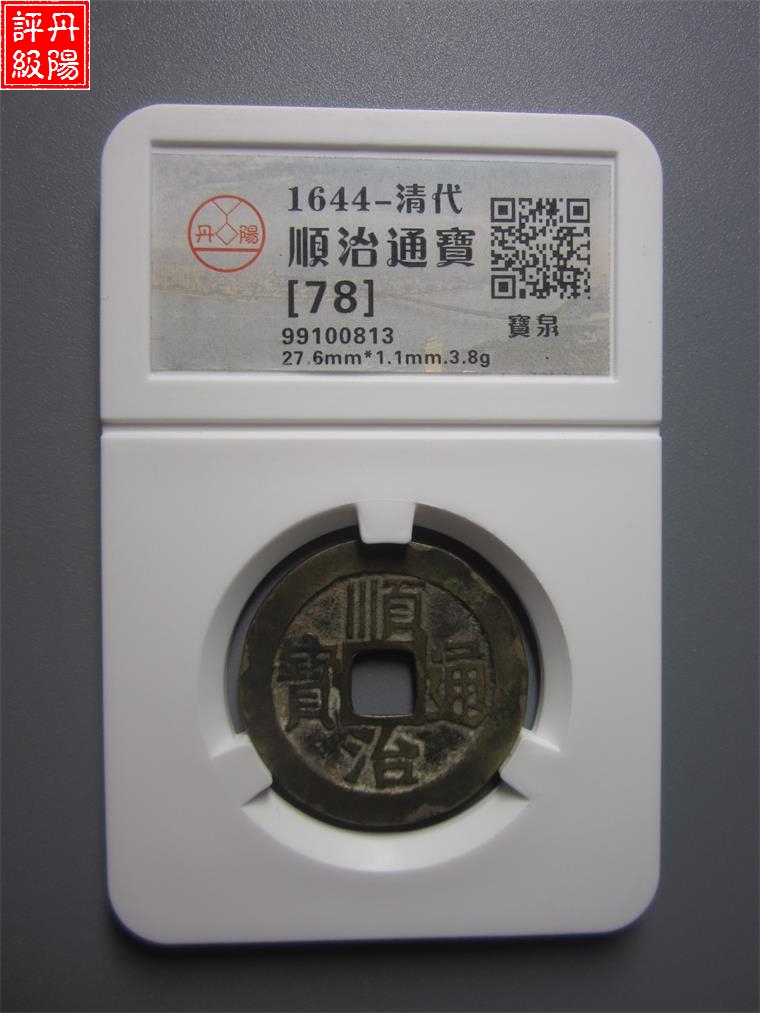 丹陽
評級
1644-清代
順治通寶
[78]
99100813
27.6mm*1.1mm.3.8g
丹陽
寶泉
順治通寶